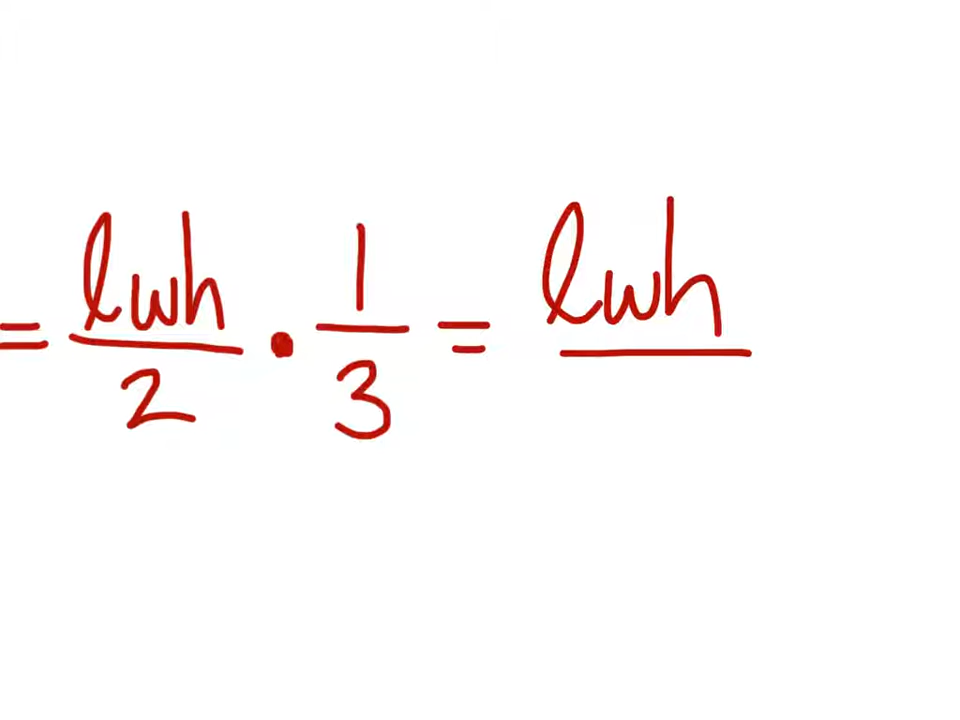 = lwh/2 • 1/3 = lwh/